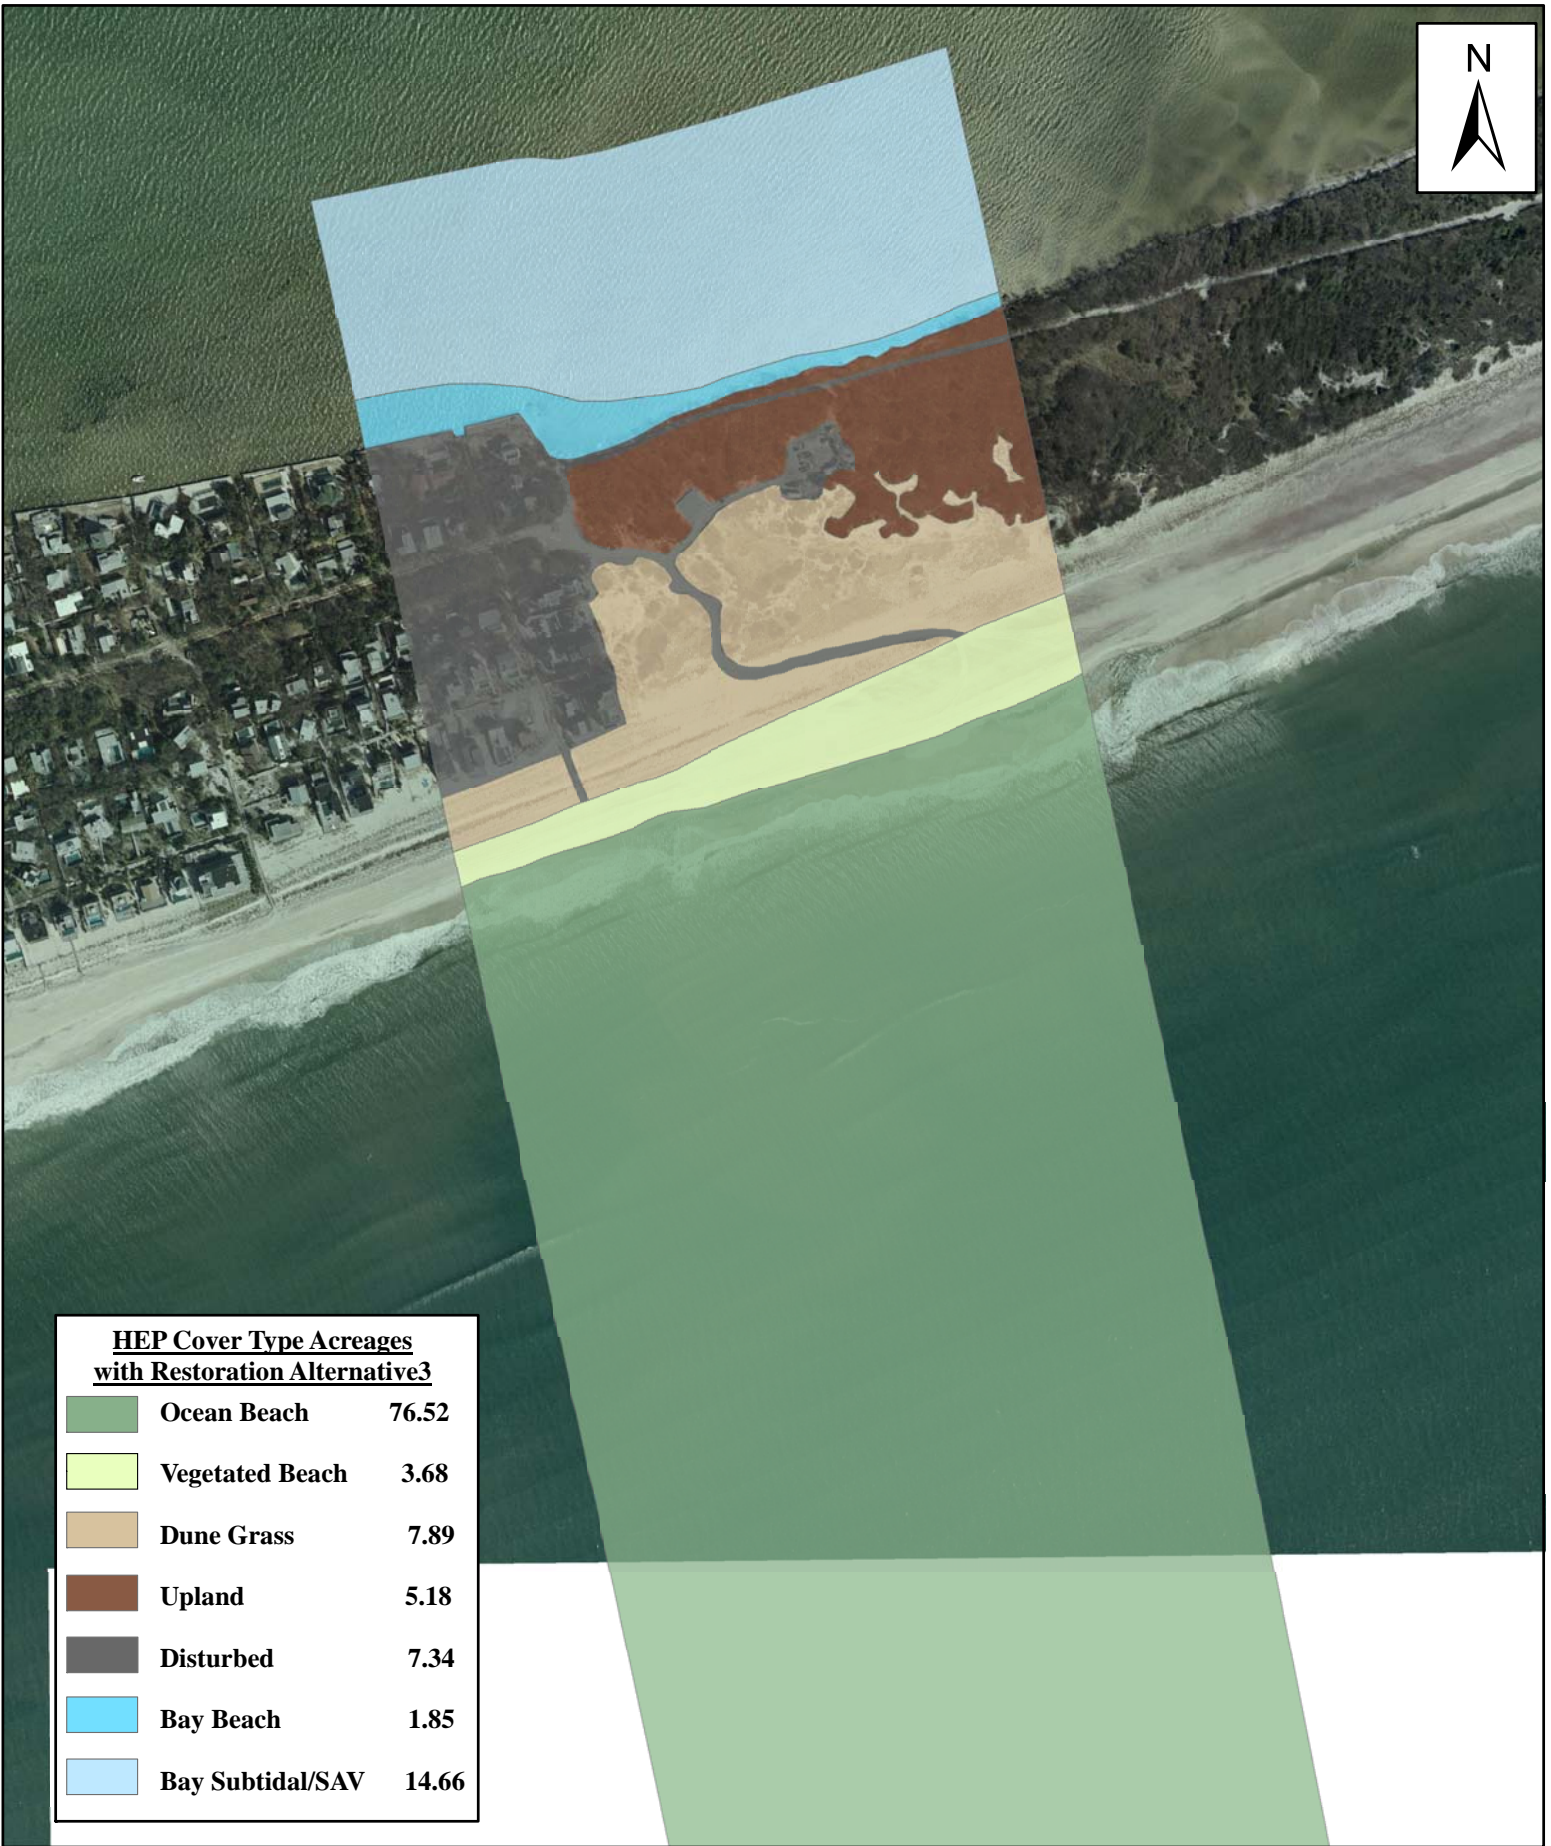 N
HEP Cover Type Acreages
with Restoration Alternative3
Ocean Beach 76.52
Vegetated Beach 3.68
Dune Grass 7.89
Upland 5.18
Disturbed 7.34
Bay Beach 1.85
Bay Subtidal/SAV 14.66